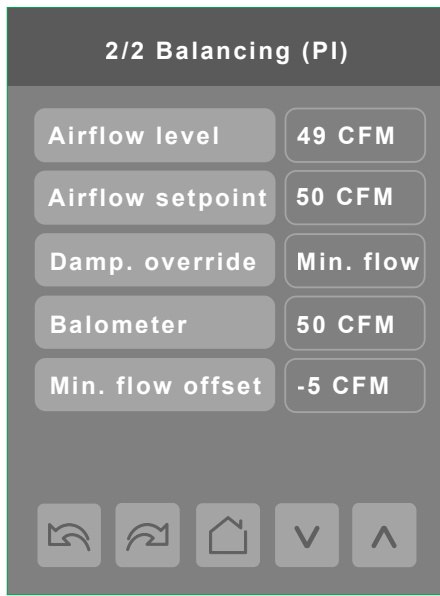 2/2 Balancing (PI)
Airflow level 49 CFM
Airflow setpoint 50 CFM
Damp. override Min. flow
Balometer 50 CFM
Min. flow offset -5 CFM